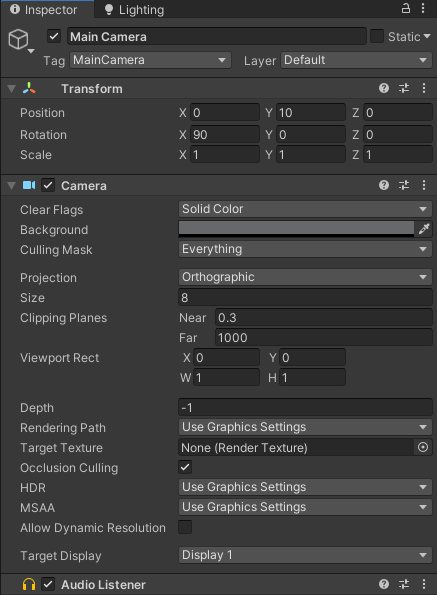 Inspector Lighting
Main Camera Static
Tag MainCamera Layer Default
Transform
Position X 0 Y 10 Z 0
Rotation X 90 Y 0 Z 0
Scale X 1 Y 1 Z 1
Camera
Clear Flags Solid Color
Background
Culling Mask Everything
Projection Orthographic
Size 8
Clipping Planes Near 0.3
Far 1000
Viewport Rect X 0 Y 0
W 1 H 1
Depth -1
Rendering Path Use Graphics Settings
Target Texture None (Render Texture)
Occlusion Culling
HDR Use Graphics Settings
MSAA Use Graphics Settings
Allow Dynamic Resolution
Target Display Display 1
Audio Listener